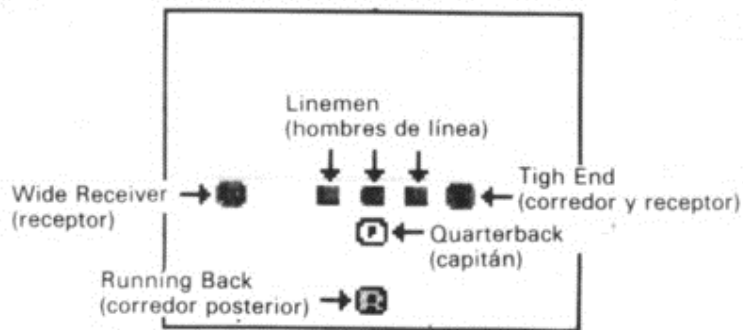 Linemen
(hombres de línea)
Wide Receiver
(receptor)
Tigh End
(corredor y receptor)
Quarterback
(capitán)
Running Back
(corredor posterior)